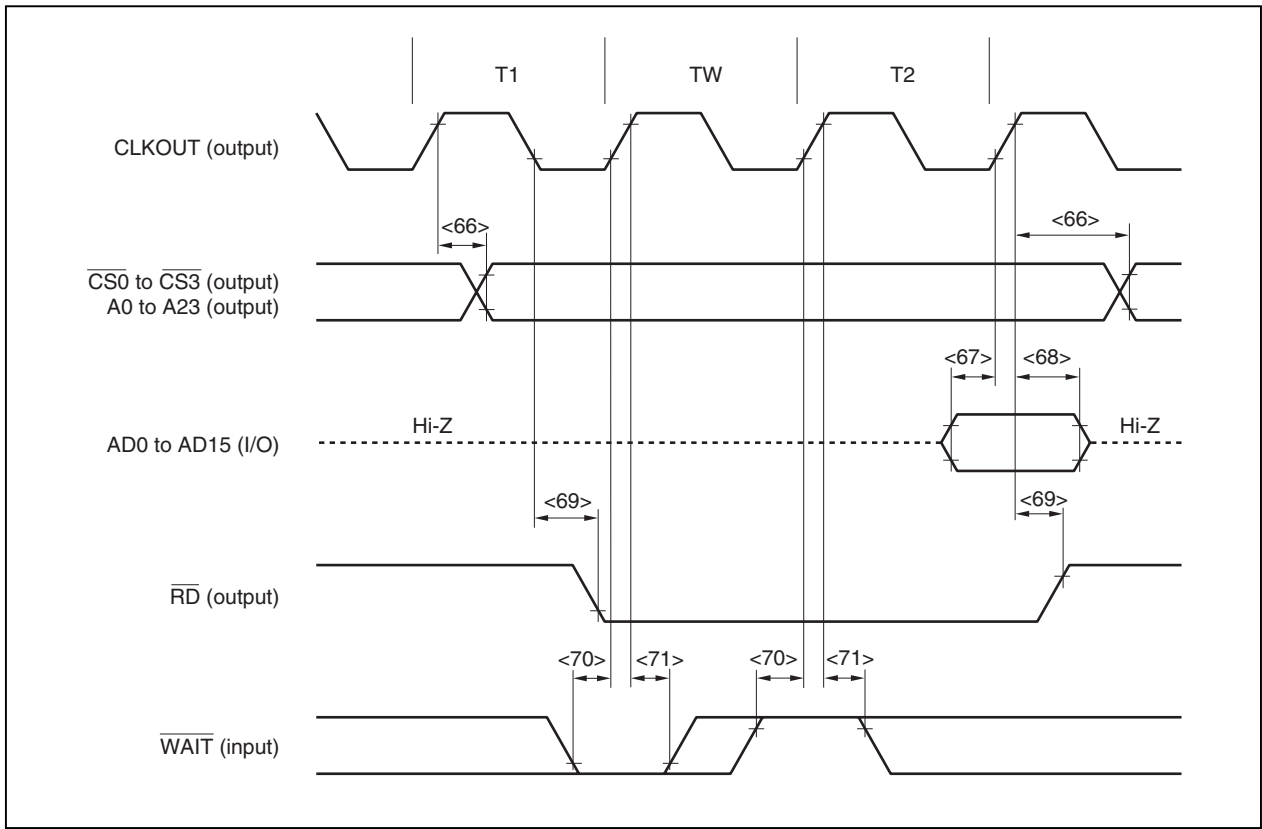 T1 TW T2
CLKOUT (output)
<66> <66>
CS0 to CS3 (output)
A0 to A23 (output)
<67> <68>
Hi-Z Hi-Z
AD0 to AD15 (I/O)
<69> <69>
RD (output)
<70> <71> <70> <71>
WAIT (input)